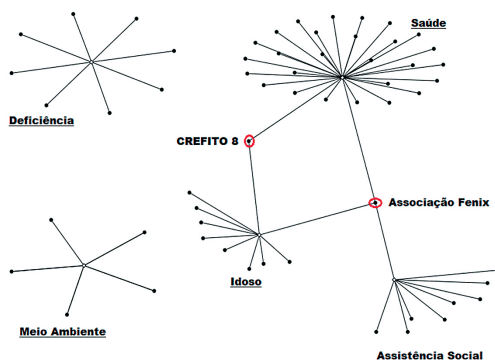 Saúde
Deficiência
CREFITO 8
Associação Fenix
Idoso
Meio Ambiente
Assistência Social